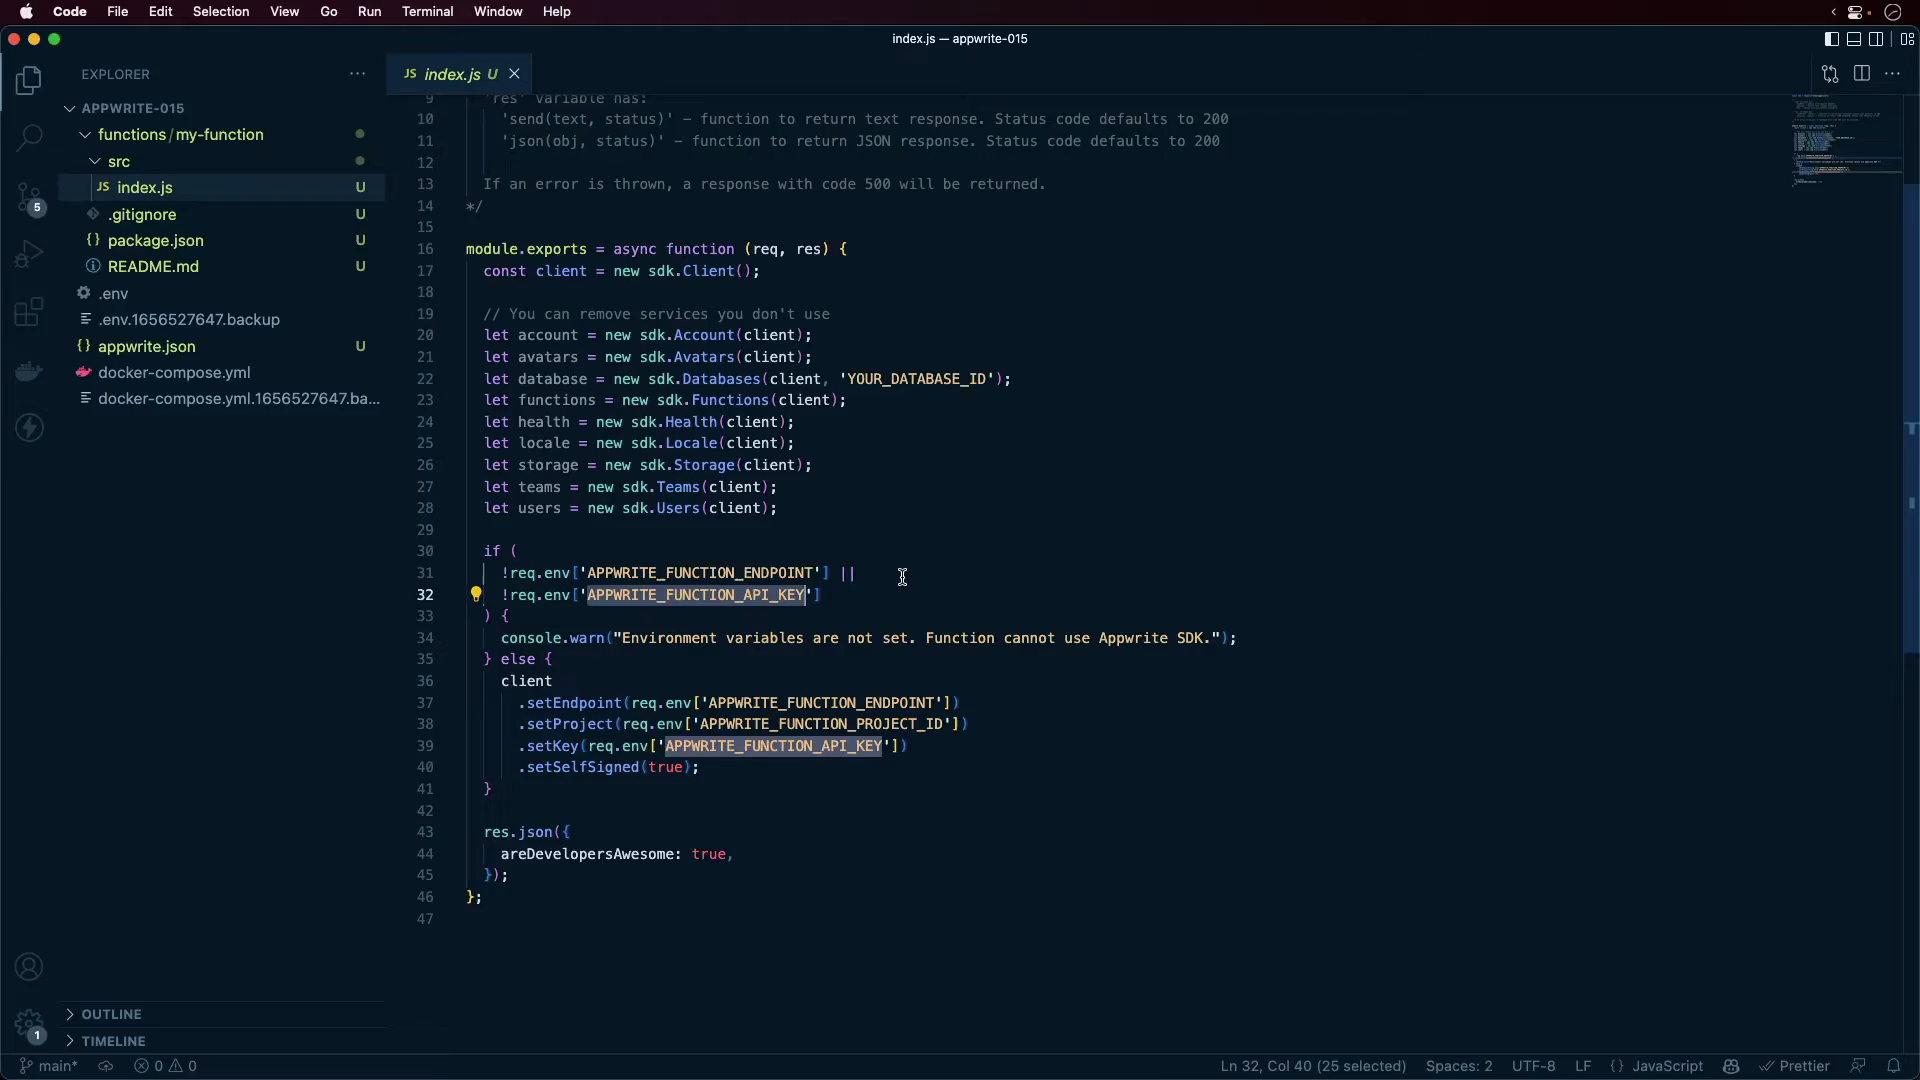 Code File Edit Selection View Go Run Terminal Window Help
index.js — appwrite-015
EXPLORER
APPWRITE-015
functions/my-function
src
JS index.js U
.gitignore U
{} package.json U
README.md U
.env
.env.1656527647.backup
{} appwrite.json U
docker-compose.yml
docker-compose.yml.1656527647.ba...
5
1
OUTLINE
TIMELINE
JS index.js U
9 'res' variable has:
10 'send(text, status)' - function to return text response. Status code defaults to 200
11 'json(obj, status)' - function to return JSON response. Status code defaults to 200
12
13 If an error is thrown, a response with code 500 will be returned.
14 */
15
16 module.exports = async function (req, res) {
17 const client = new sdk.Client();
18
19 // You can remove services you don't use
20 let account = new sdk.Account(client);
21 let avatars = new sdk.Avatars(client);
22 let database = new sdk.Databases(client, 'YOUR_DATABASE_ID');
23 let functions = new sdk.Functions(client);
24 let health = new sdk.Health(client);
25 let locale = new sdk.Locale(client);
26 let storage = new sdk.Storage(client);
27 let teams = new sdk.Teams(client);
28 let users = new sdk.Users(client);
29
30 if (
31 !req.env['APPWRITE_FUNCTION_ENDPOINT'] ||
32 !req.env['APPWRITE_FUNCTION_API_KEY']
33 ) {
34 console.warn("Environment variables are not set. Function cannot use Appwrite SDK.");
35 } else {
36 client
37 .setEndpoint(req.env['APPWRITE_FUNCTION_ENDPOINT'])
38 .setProject(req.env['APPWRITE_FUNCTION_PROJECT_ID'])
39 .setKey(req.env['APPWRITE_FUNCTION_API_KEY'])
40 .setSelfSigned(true);
41 }
42
43 res.json({
44 areDevelopersAwesome: true,
45 });
46 };
47
main* 0 0 Ln 32, Col 40 (25 selected) Spaces: 2 UTF-8 LF {} JavaScript Prettier